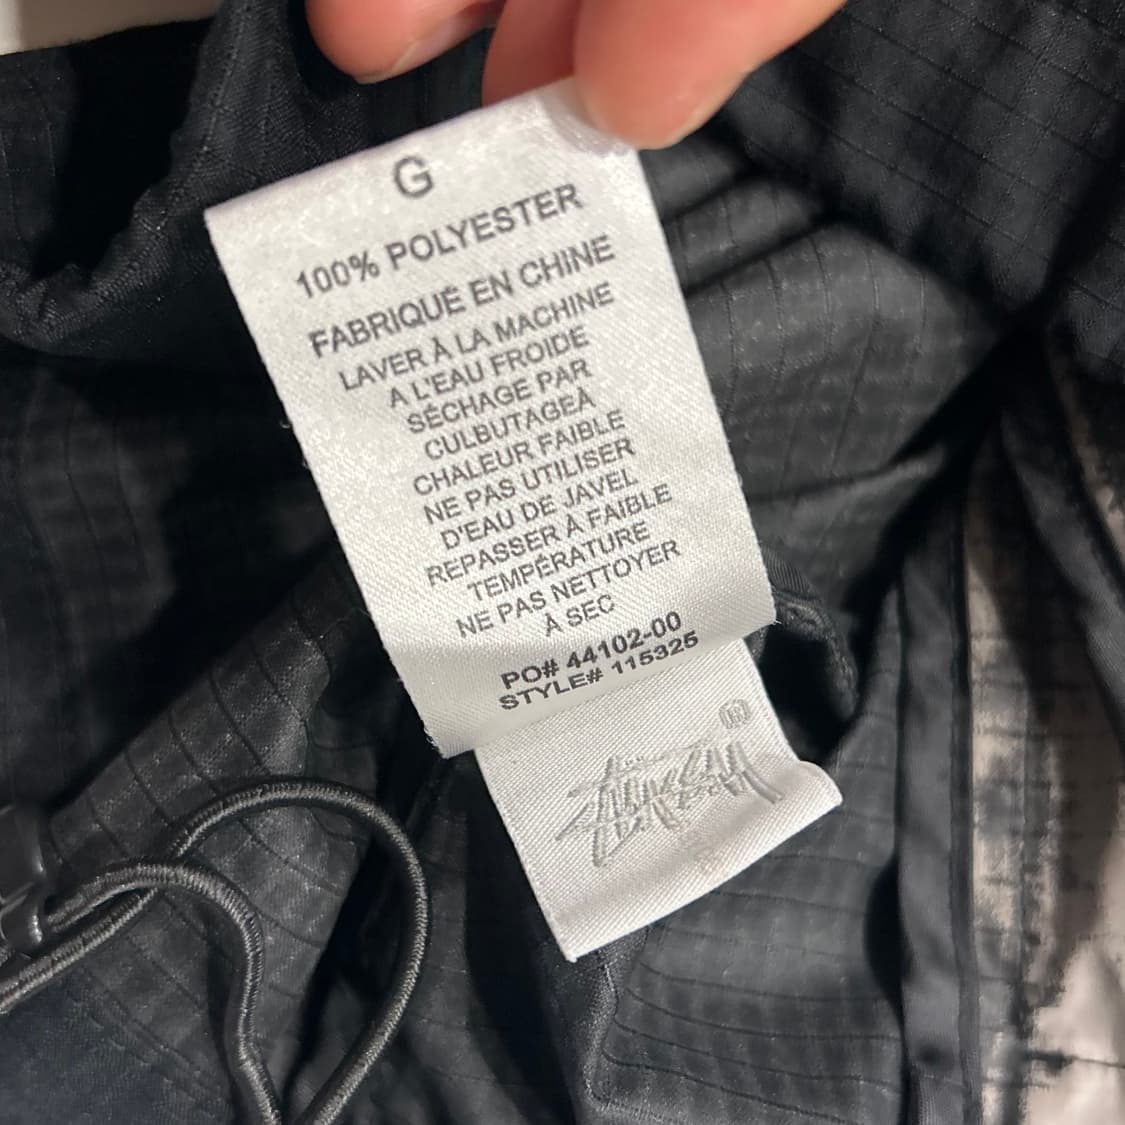 G
100% POLYESTER
FABRIQUÉ EN CHINE
LAVER À LA MACHINE
A L'EAU FROIDE
SÉCHAGE PAR
CULBUTAGEÀ
CHALEUR FAIBLE
NE PAS UTILISER
D'EAU DE JAVEL
REPASSER À FAIBLE
TEMPÉRATURE
NE PAS NETTOYER
À SEC
PO# 44102-00
STYLE# 115325